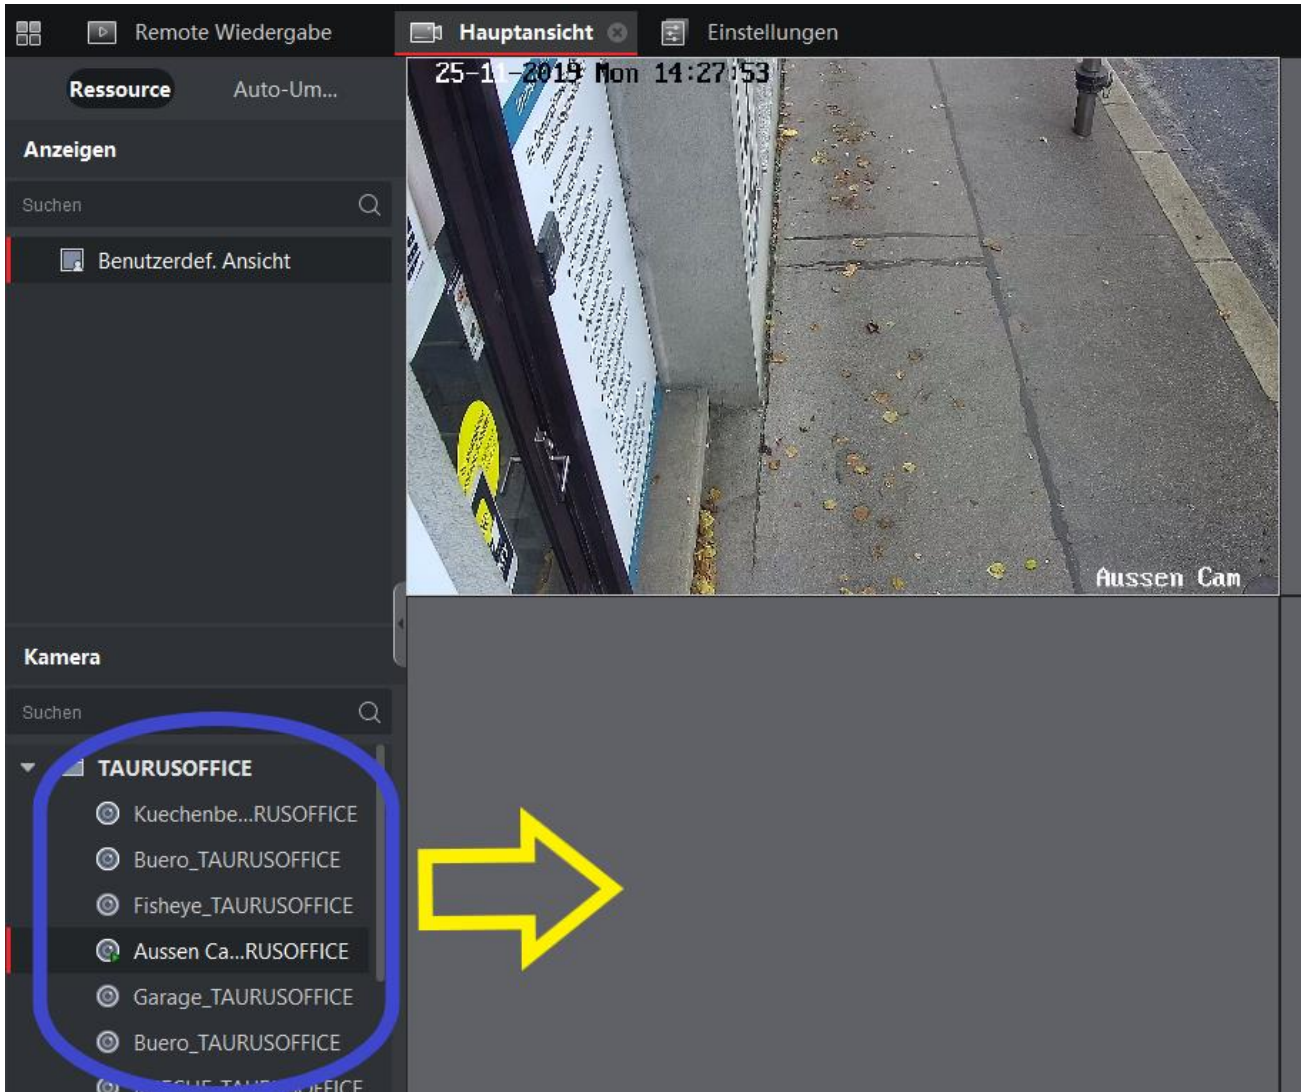 Remote Wiedergabe
Hauptansicht
Einstellungen
Ressource
Auto-Um...
25-11-2019 Mon 14:27:53
Anzeigen
Suchen
Benutzerdef. Ansicht
Aussen Cam
Kamera
Suchen
TAURUSOFFICE
Kuechenbe...RUSOFFICE
Buero_TAURUSOFFICE
Fisheye_TAURUSOFFICE
Aussen Ca...RUSOFFICE
Garage_TAURUSOFFICE
Buero_TAURUSOFFICE